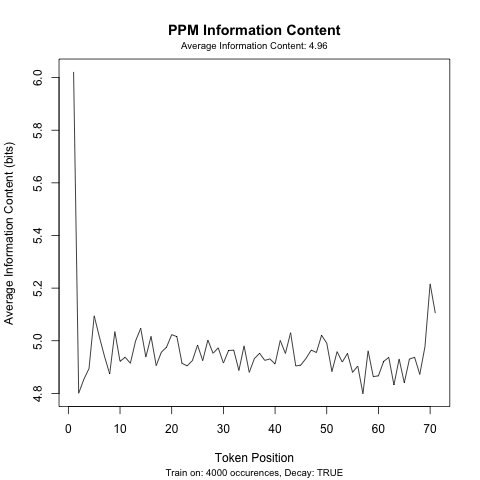 PPM Information Content
Average Information Content: 4.96
Average Information Content (bits)
6.0
5.8
5.6
5.4
5.2
5.0
4.8
0 10 20 30 40 50 60 70
Token Position
Train on: 4000 occurences, Decay: TRUE